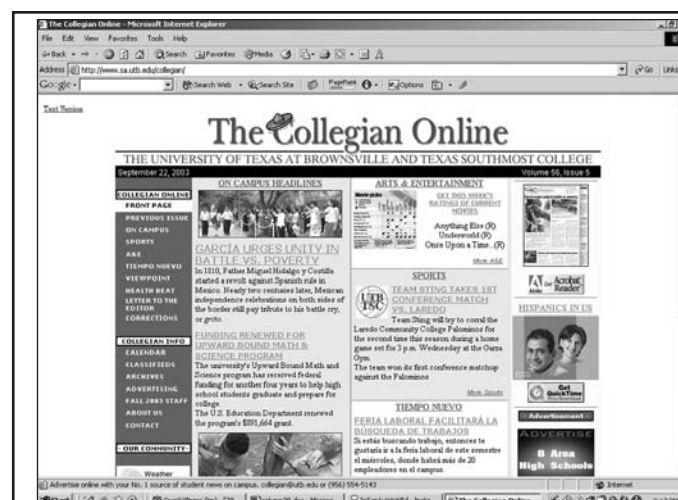 The Collegian Online - Microsoft Internet Explorer
File Edit View Favorites Tools Help
Back Search Favorites Media
Address http://www.sa.utb.edu/collegian/ Go Links
Google Search Web Search Site PageRank Options
Text Version
The Collegian Online
THE UNIVERSITY OF TEXAS AT BROWNSVILLE AND TEXAS SOUTHMOST COLLEGE
September 22, 2003 Volume 56, Issue 5
COLLEGIAN ONLINE
FRONT PAGE
PREVIOUS ISSUE
ON CAMPUS
SPORTS
A&E
TIEMPO NUEVO
VIEWPOINT
HEALTH BEAT
LETTER TO THE
EDITOR
CORRECTIONS
COLLEGIAN INFO
CALENDAR
CLASSIFIEDS
ARCHIVES
ADVERTISING
FALL 2003 STAFF
ABOUT US
CONTACT
OUR COMMUNITY
Weather
ON CAMPUS HEADLINES
GARCÍA URGES UNITY IN
BATTLE VS. POVERTY
In 1810, Father Miguel Hidalgo y Costilla
started a revolt against Spanish rule in
Mexico. Nearly two centuries later, Mexican
independence celebrations on both sides of
the border still pay tribute to his battle cry,
or grito.
FUNDING RENEWED FOR
UPWARD BOUND MATH &
SCIENCE PROGRAM
The university's Upward Bound Math and
Science program has received federal
funding for another four years to help high
school students graduate and prepare for
college.
The U.S. Education Department renewed
the program's $891,664 grant.
ARTS & ENTERTAINMENT
Movie picks
GET THIS WEEK'S
RATINGS OF CURRENT
MOVIES
Anything Else (R)
Underworld (R)
Once Upon a Time...(R)
More A&E
SPORTS
UTB
TSC
TEAM STING TAKES 1ST
CONFERENCE MATCH
VS. LAREDO
Team Sting will try to corral the
Laredo Community College Palominos for
the second time this season during a home
game set for 3 p.m. Wednesday at the Garza
Gym.
The team won its first conference matchup
against the Palominos
More Sports
TIEMPO NUEVO
FERIA LABORAL FACILITARÁ LA
BÚSQUEDA DE TRABAJOS
Si estás buscando trabajo, entonces te
gustaría ir a la feria laboral de este semestre
el miércoles, donde habrá más de 20
empleadores en el campus.
Get Acrobat
Reader
Adobe
HISPANICS IN US
Get
QuickTime
Advertisement
ADVERTISE
Area
High Schools
Advertise online with your No. 1 source of student news on campus. collegian@utb.edu or (956) 554-5143 Internet